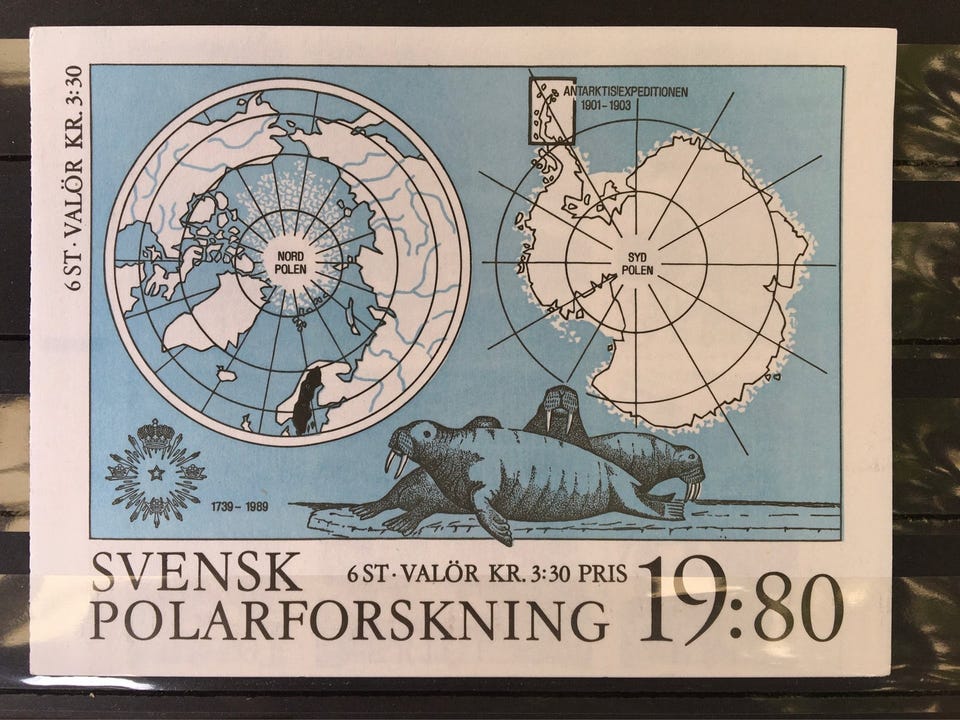 6 ST · VALÖR KR. 3:30
ANTARKTISEXPEDITIONEN
1901 – 1903
NORD
POLEN
SYD
POLEN
1739 – 1989
SVENSK
POLARFORSKNING
6 ST · VALÖR KR. 3:30 PRIS 19:80